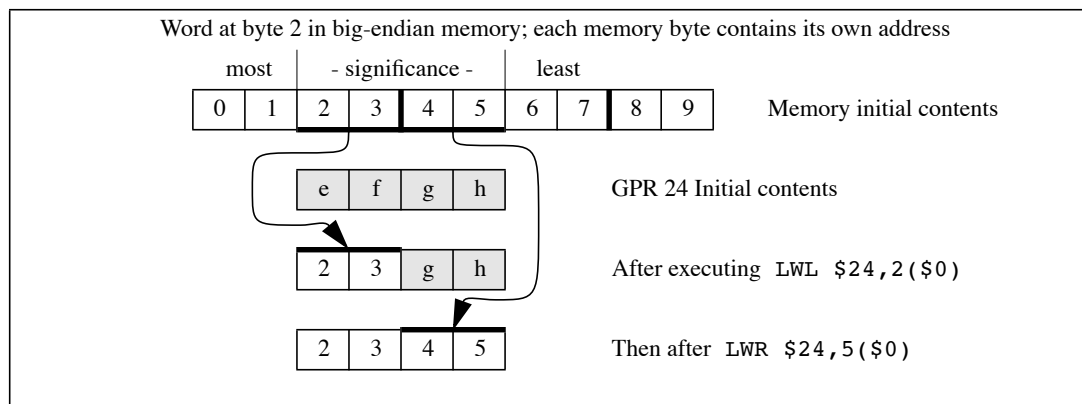 Word at byte 2 in big-endian memory; each memory byte contains its own address
most - significance - least
0 1 2 3 4 5 6 7 8 9 Memory initial contents
e f g h GPR 24 Initial contents
2 3 g h After executing LWL $24,2($0)
2 3 4 5 Then after LWR $24,5($0)